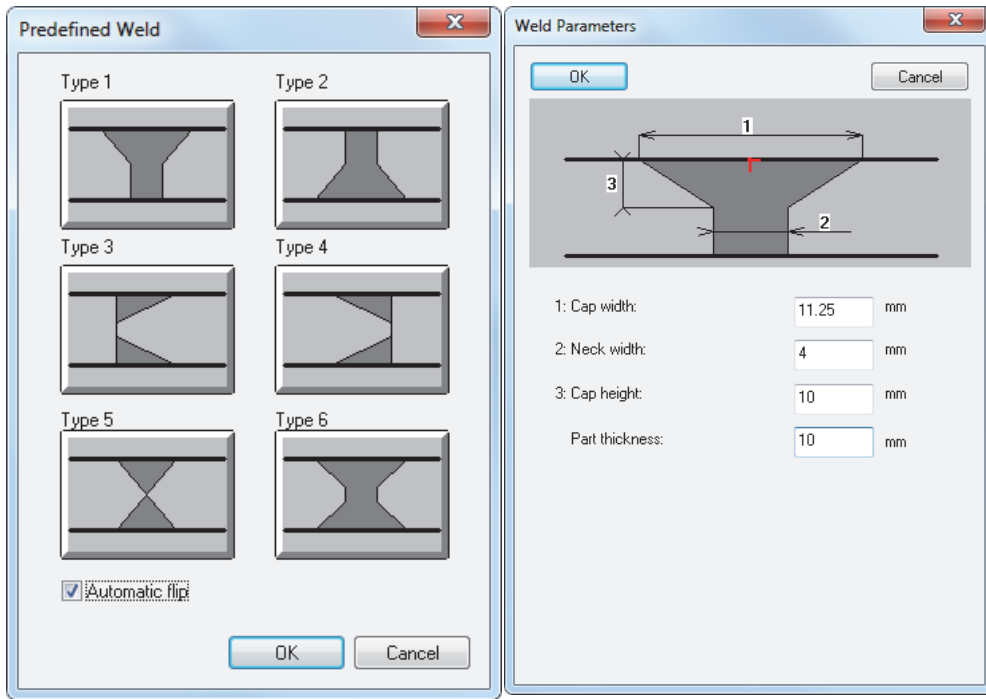 Predefined Weld
Type 1
Type 2
Type 3
Type 4
Type 5
Type 6
Automatic flip
OK
Cancel
Weld Parameters
OK
Cancel
1
3
2
1: Cap width:
11.25
mm
2: Neck width:
4
mm
3: Cap height:
10
mm
Part thickness:
10
mm